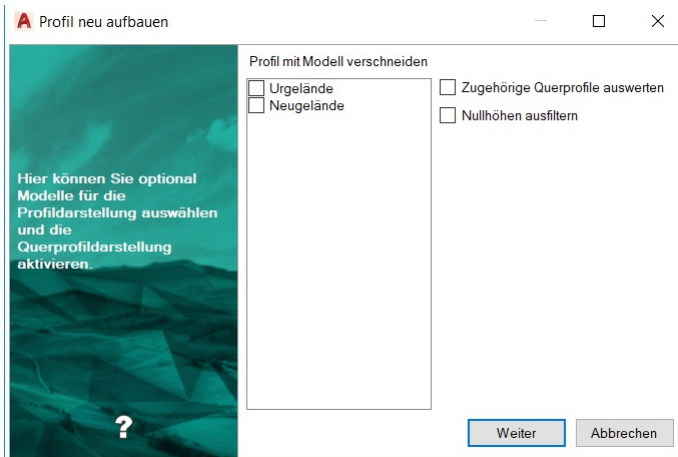 Profil neu aufbauen
Profil mit Modell verschneiden
Urgelände
Neugelände
Zugehörige Querprofile auswerten
Nullhöhen ausfiltern
Hier können Sie optional
Modelle für die
Profildarstellung auswählen
und die
Querprofildarstellung
aktivieren.
?
Weiter
Abbrechen